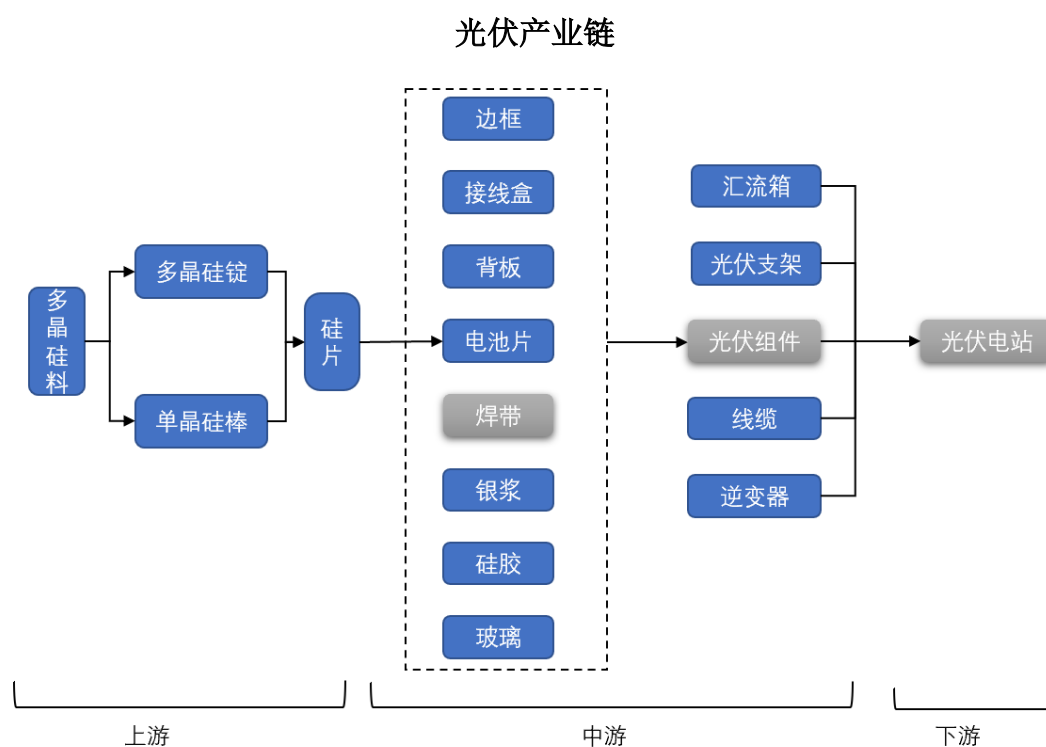 光伏产业链
多晶硅料
多晶硅锭
单晶硅棒
硅片
边框
接线盒
背板
电池片
焊带
银浆
硅胶
玻璃
汇流箱
光伏支架
光伏组件
线缆
逆变器
光伏电站
上游
中游
下游